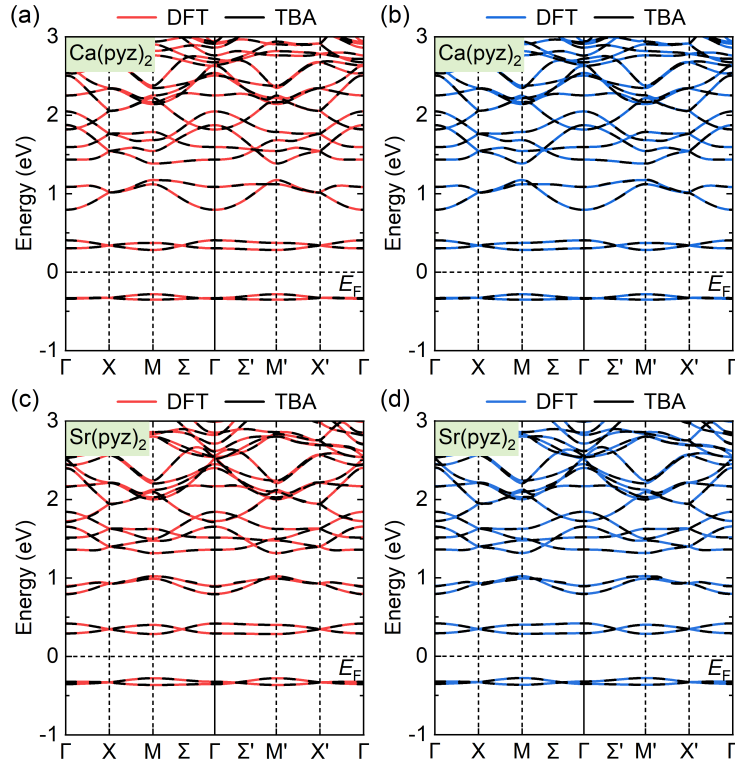 (a) DFT TBA
(b) DFT TBA
3
Ca(pyz)2
2
1
0
-1
Energy (eV)
EF
Γ X M Σ Γ Σ' M' X' Γ
3
Ca(pyz)2
2
1
0
-1
Energy (eV)
EF
Γ X M Σ Γ Σ' M' X' Γ
(c) DFT TBA
(d) DFT TBA
3
Sr(pyz)2
2
1
0
-1
Energy (eV)
EF
Γ X M Σ Γ Σ' M' X' Γ
3
Sr(pyz)2
2
1
0
-1
Energy (eV)
EF
Γ X M Σ Γ Σ' M' X' Γ